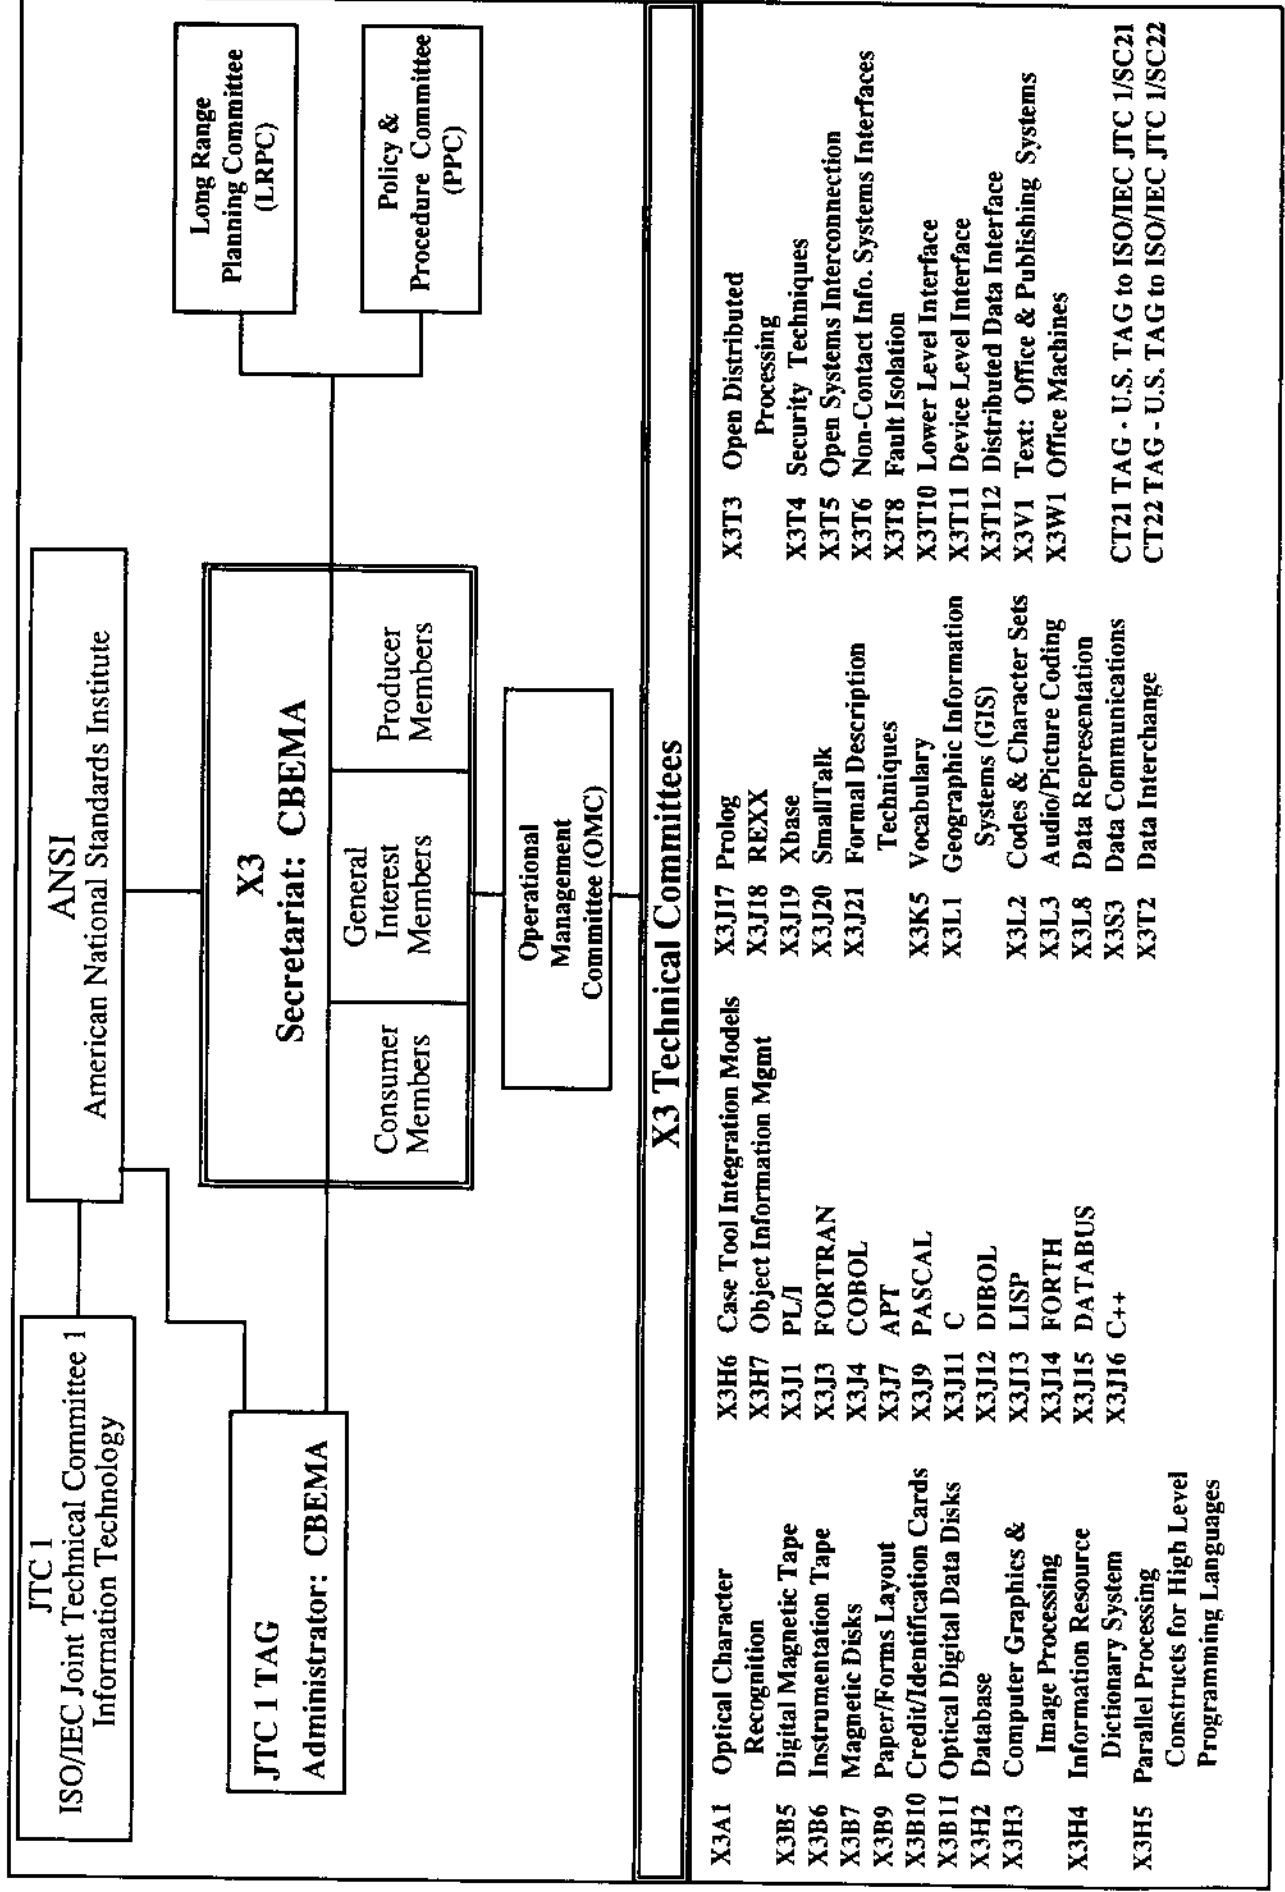 JTC 1
ISO/IEC Joint Technical Committee 1
Information Technology
ANSI
American National Standards Institute
JTC 1 TAG
Administrator: CBEMA
X3
Secretariat: CBEMA
Consumer
Members
General
Interest
Members
Producer
Members
Long Range
Planning Committee
(LRPC)
Policy &
Procedure Committee
(PPC)
Operational
Management
Committee (OMC)
X3 Technical Committees
X3A1 Optical Character
Recognition
X3B5 Digital Magnetic Tape
X3B6 Instrumentation Tape
X3B7 Magnetic Disks
X3B9 Paper/Forms Layout
X3B10 Credit/Identification Cards
X3B11 Optical Digital Data Disks
X3H2 Database
X3H3 Computer Graphics &
Image Processing
X3H4 Information Resource
Dictionary System
X3H5 Parallel Processing
Constructs for High Level
Programming Languages
X3H6 Case Tool Integration Models
X3H7 Object Information Mgmt
X3J1 PL/I
X3J3 FORTRAN
X3J4 COBOL
X3J7 APT
X3J9 PASCAL
X3J11 C
X3J12 DIBOL
X3J13 LISP
X3J14 FORTH
X3J15 DATABUS
X3J16 C++
X3J17 Prolog
X3J18 REXX
X3J19 Xbase
X3J20 SmallTalk
X3J21 Formal Description
Techniques
X3K5 Vocabulary
X3L1 Geographic Information
Systems (GIS)
X3L2 Codes & Character Sets
X3L3 Audio/Picture Coding
X3L8 Data Representation
X3S3 Data Communications
X3T2 Data Interchange
X3T3 Open Distributed
Processing
X3T4 Security Techniques
X3T5 Open Systems Interconnection
X3T6 Non-Contact Info. Systems Interfaces
X3T8 Fault Isolation
X3T10 Lower Level Interface
X3T11 Device Level Interface
X3T12 Distributed Data Interface
X3V1 Text: Office & Publishing Systems
X3W1 Office Machines
CT21 TAG - U.S. TAG to ISO/IEC JTC 1/SC21
CT22 TAG - U.S. TAG to ISO/IEC JTC 1/SC22